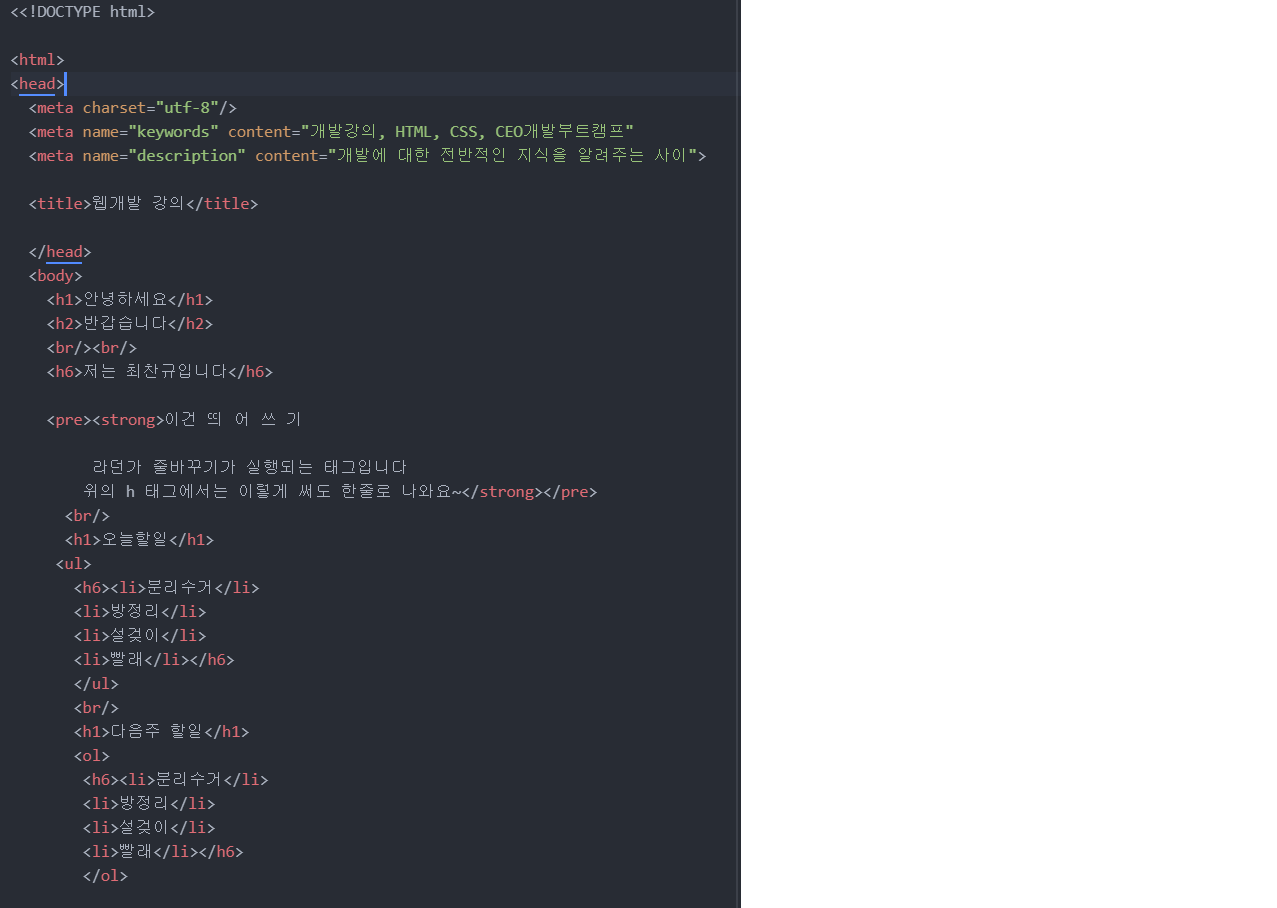 <<!DOCTYPE html>
<html>
<head>
<meta charset="utf-8"/>
<meta name="keywords" content="개발강의, HTML, CSS, CEO개발부트캠프"
<meta name="description" content="개발에 대한 전반적인 지식을 알려주는 사이">
<title>웹개발 강의</title>
</head>
<body>
<h1>안녕하세요</h1>
<h2>반갑습니다</h2>
<br/><br/>
<h6>저는 최찬규입니다</h6>
<pre><strong>이건 띄 어 쓰 기
라던가 줄바꾸기가 실행되는 태그입니다
위의 h 태그에서는 이렇게 써도 한줄로 나와요~</strong></pre>
<br/>
<h1>오늘할일</h1>
<ul>
<h6><li>분리수거</li>
<li>방정리</li>
<li>설겆이</li>
<li>빨래</li></h6>
</ul>
<br/>
<h1>다음주 할일</h1>
<ol>
<h6><li>분리수거</li>
<li>방정리</li>
<li>설겆이</li>
<li>빨래</li></h6>
</ol>